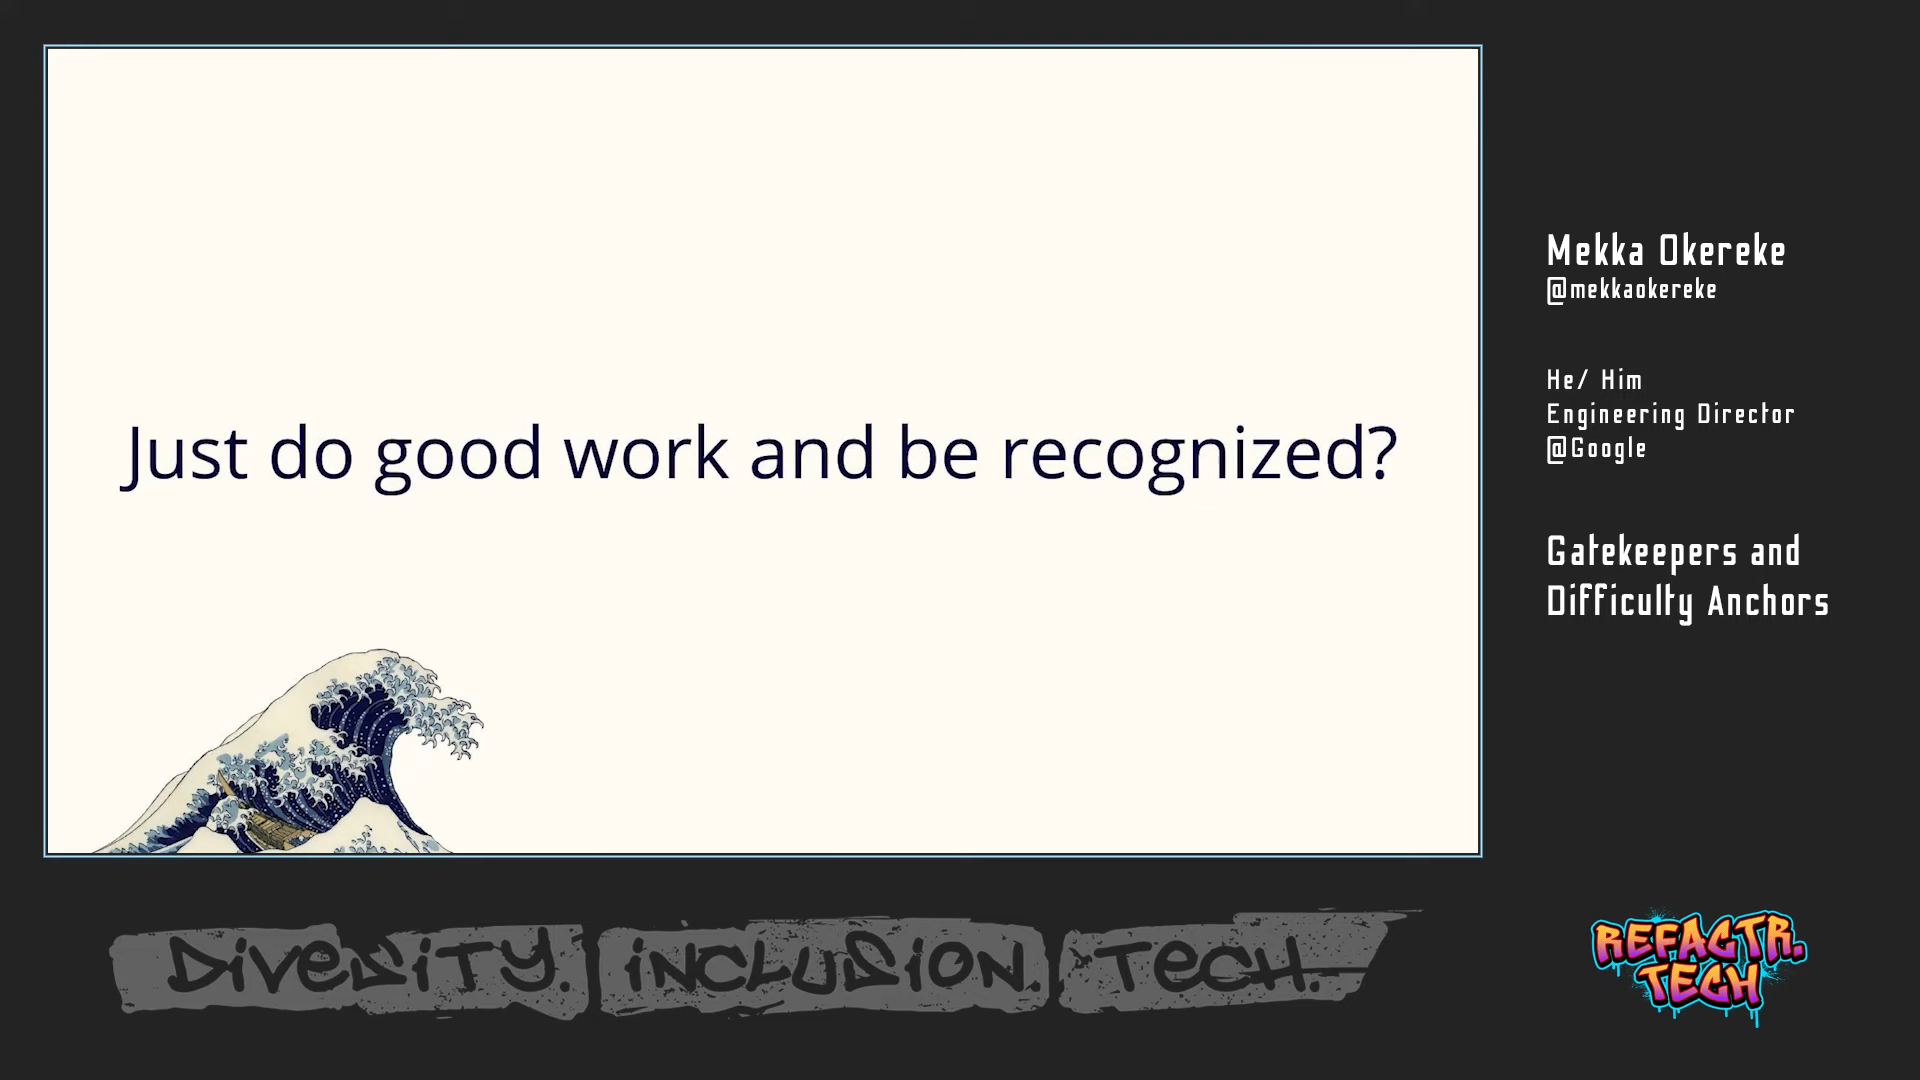 Just do good work and be recognized?
Mekka Okereke
@mekkaokereke
He/ Him
Engineering Director
@Google
Gatekeepers and
Difficulty Anchors
DiveRSiTY. iNCLUSiON. TeCH.
REFACTR.
TECH